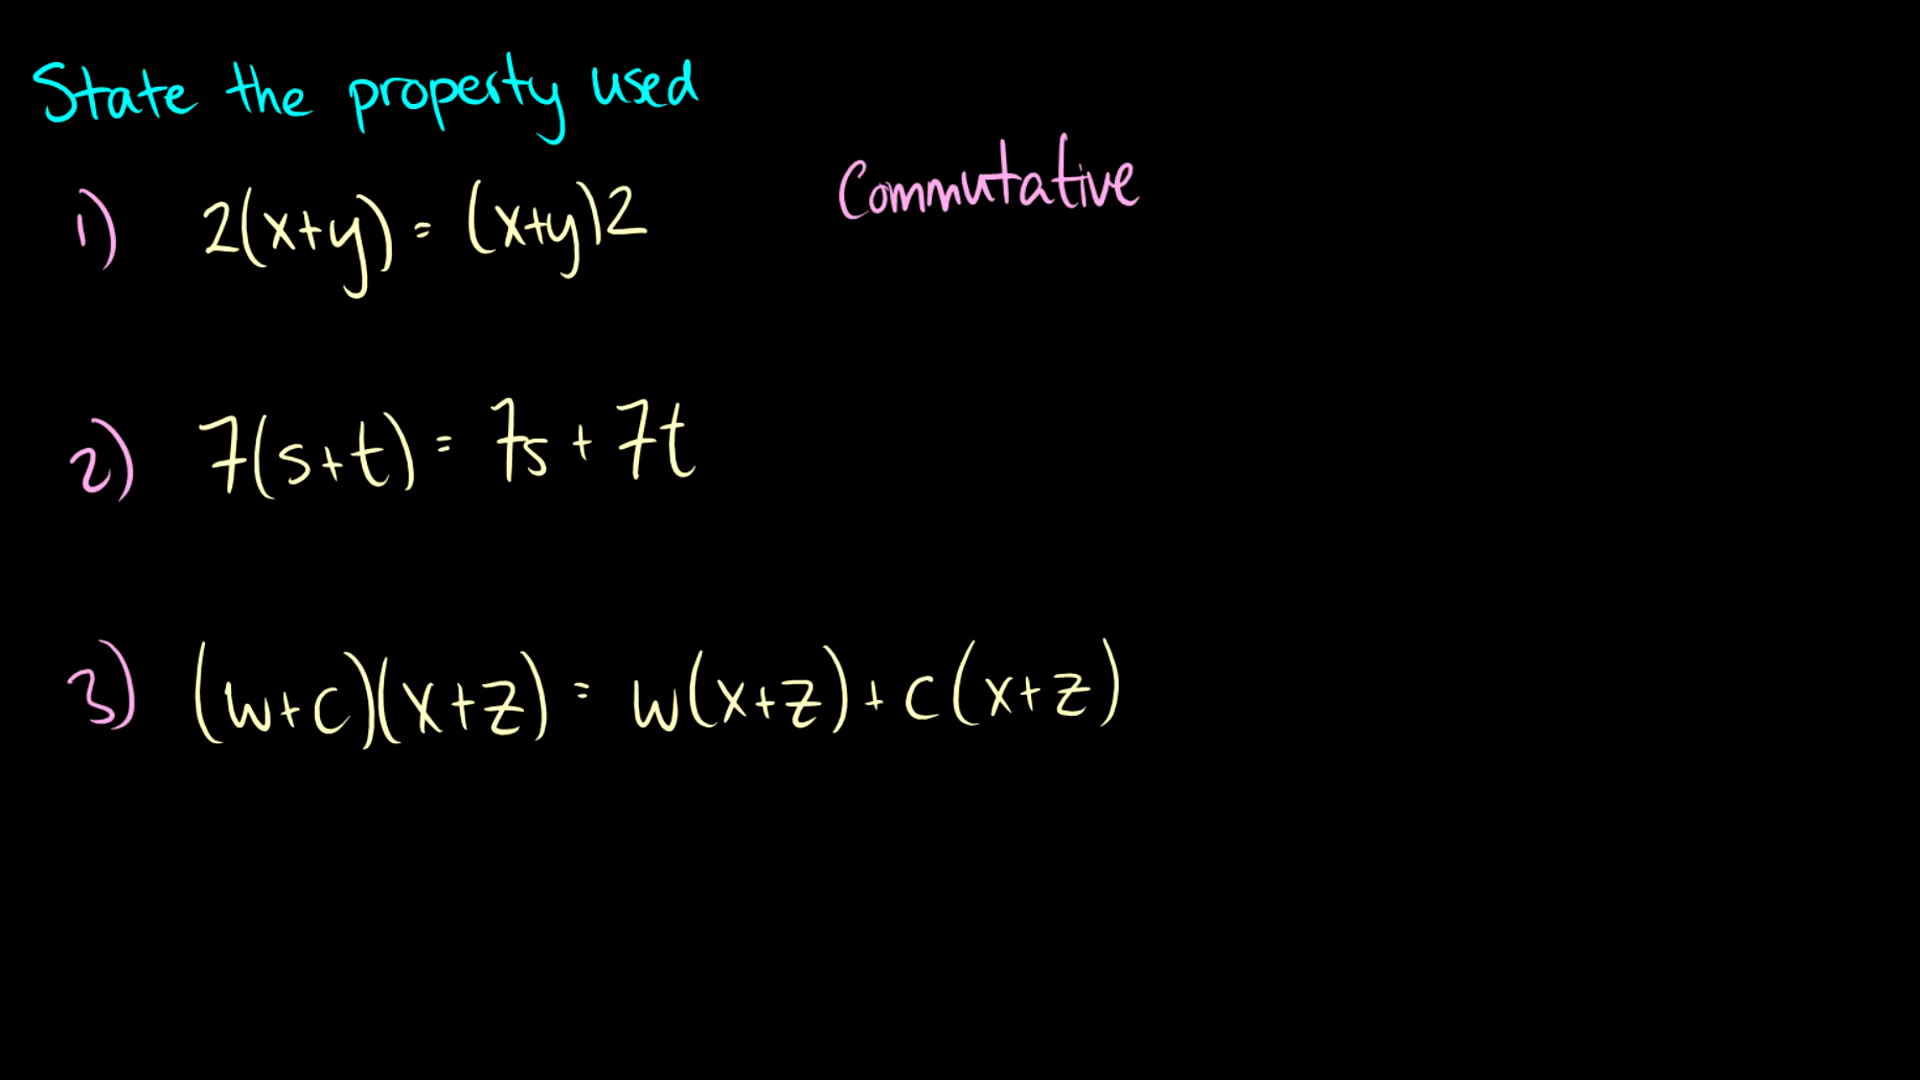 State the property used
Commutative
1) 2(x+y) = (x+y)2
2) 7(s+t) = 7s + 7t
3) (w+c)(x+z) = w(x+z) + c(x+z)